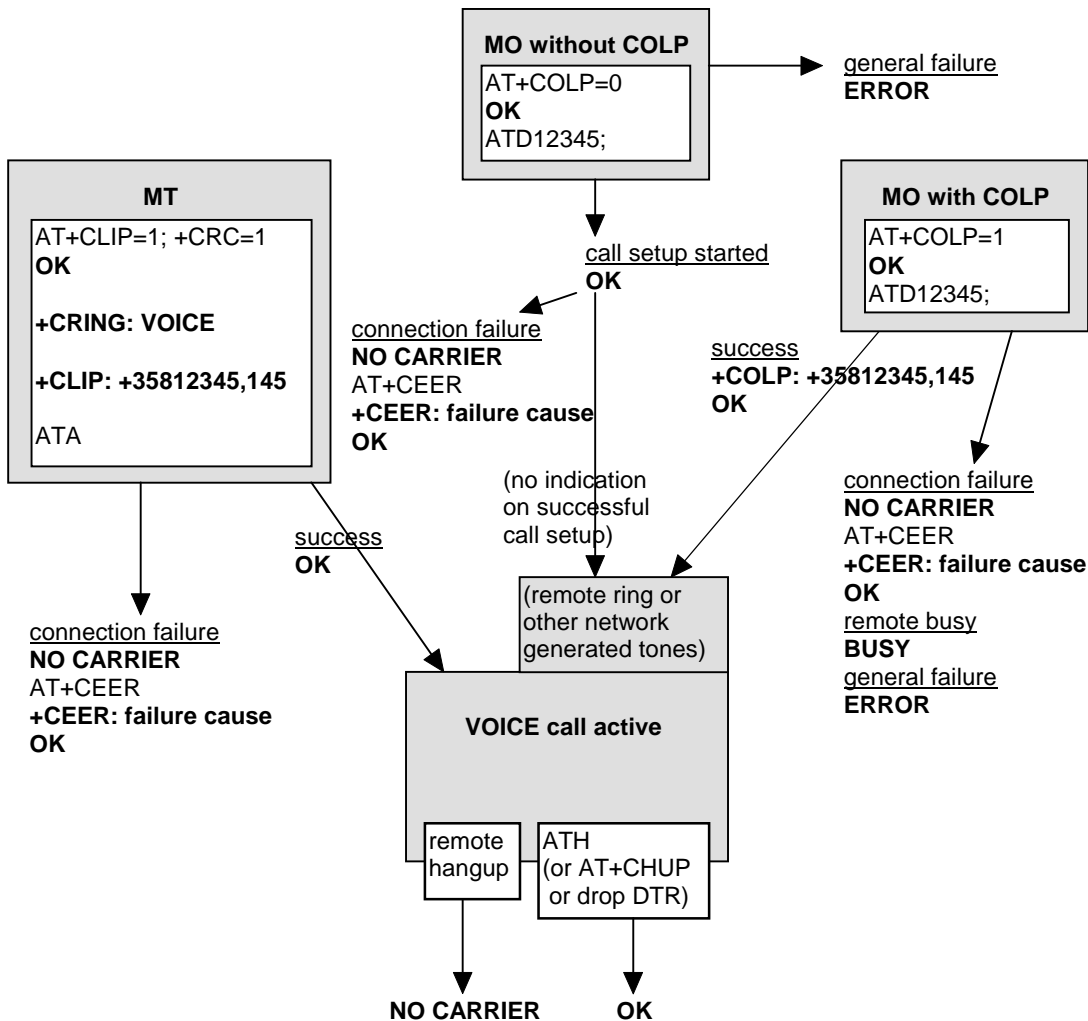 MO without COLP
AT+COLP=0
OK
ATD12345;
general failure
ERROR
MT
AT+CLIP=1; +CRC=1
OK
+CRING: VOICE
+CLIP: +35812345,145
ATA
MO with COLP
AT+COLP=1
OK
ATD12345;
call setup started
OK
connection failure
NO CARRIER
AT+CEER
+CEER: failure cause
OK
success
+COLP: +35812345,145
OK
(no indication
on successful
call setup)
success
OK
connection failure
NO CARRIER
AT+CEER
+CEER: failure cause
OK
remote busy
BUSY
general failure
ERROR
connection failure
NO CARRIER
AT+CEER
+CEER: failure cause
OK
(remote ring or
other network
generated tones)
VOICE call active
remote
hangup
ATH
(or AT+CHUP
or drop DTR)
NO CARRIER
OK